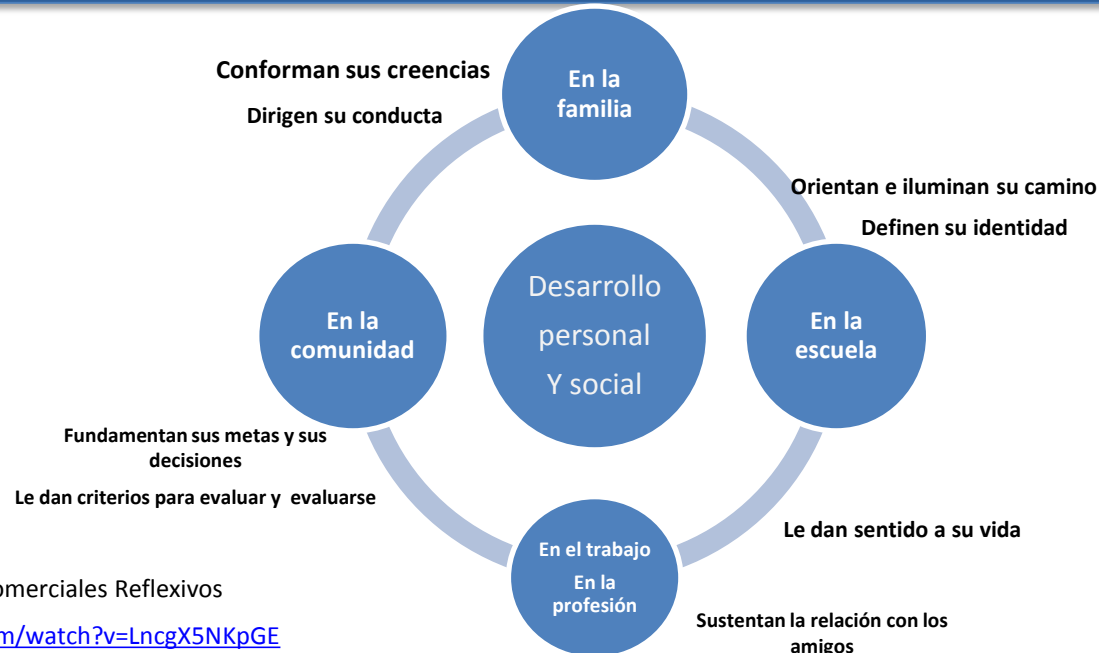 Conforman sus creencias
Dirigen su conducta
En la
familia
Orientan e iluminan su camino
Definen su identidad
En la
comunidad
Desarrollo
personal
Y social
En la
escuela
Fundamentan sus metas y sus
decisiones
Le dan criterios para evaluar y evaluarse
En el trabajo
En la
profesión
Le dan sentido a su vida
Sustentan la relación con los
amigos
omerciales Reflexivos
m/watch?v=LncgX5NKpGE